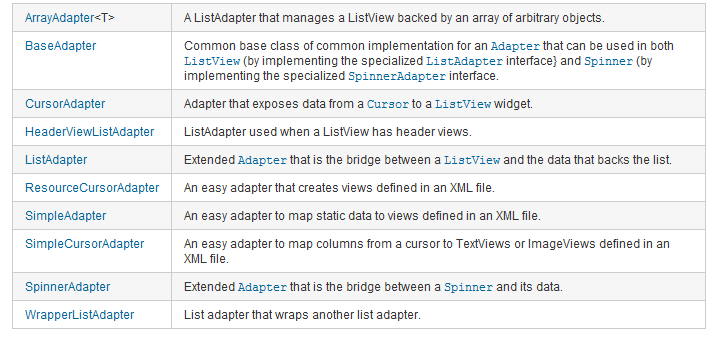 ArrayAdapter<T> A ListAdapter that manages a ListView backed by an array of arbitrary objects.
BaseAdapter Common base class of common implementation for an Adapter that can be used in both
ListView (by implementing the specialized ListAdapter interface} and Spinner (by
implementing the specialized SpinnerAdapter interface.
CursorAdapter Adapter that exposes data from a Cursor to a ListView widget.
HeaderViewListAdapter ListAdapter used when a ListView has header views.
ListAdapter Extended Adapter that is the bridge between a ListView and the data that backs the list.
ResourceCursorAdapter An easy adapter that creates views defined in an XML file.
SimpleAdapter An easy adapter to map static data to views defined in an XML file.
SimpleCursorAdapter An easy adapter to map columns from a cursor to TextViews or ImageViews defined in an
XML file.
SpinnerAdapter Extended Adapter that is the bridge between a Spinner and its data.
WrapperListAdapter List adapter that wraps another list adapter.